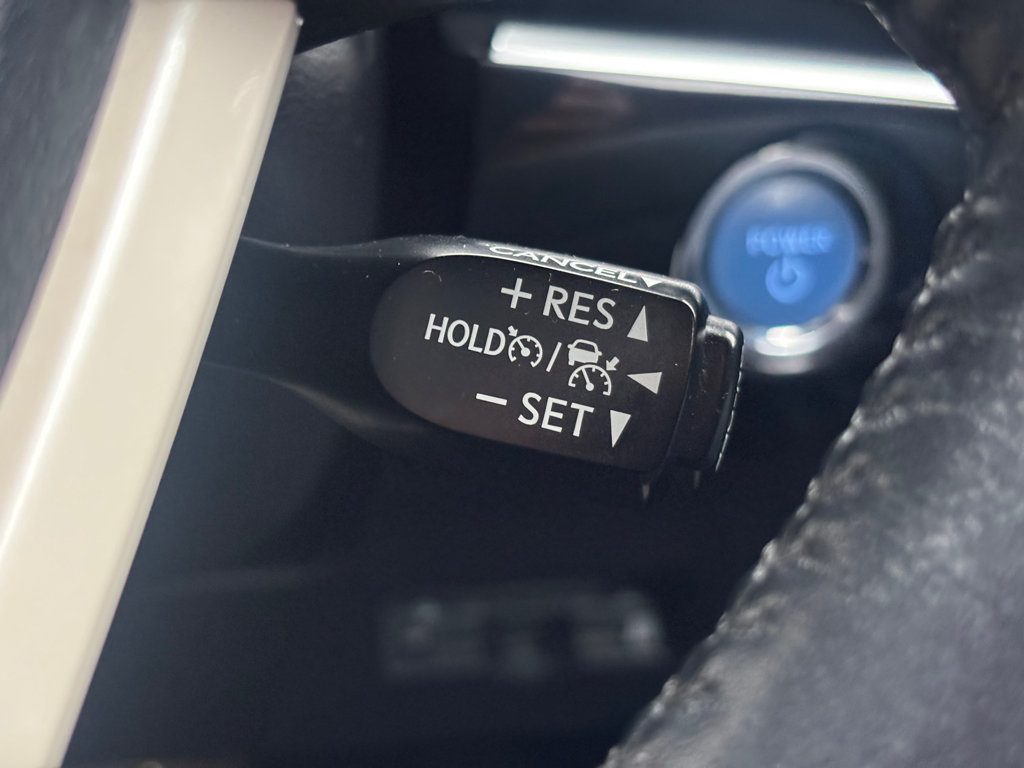 CANCEL
+ RES
HOLD /
− SET
POWER